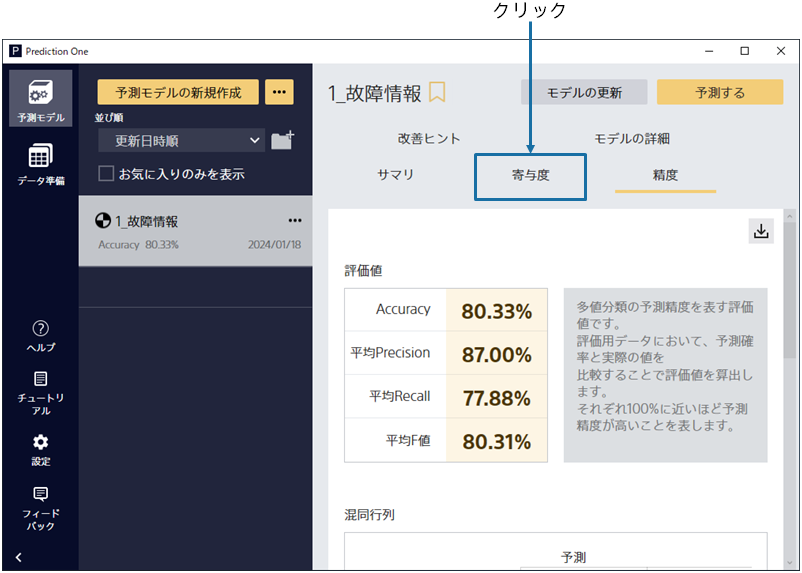 クリック
Prediction One
予測モデル
データ準備
ヘルプ
チュートリ
アル
設定
フィード
バック
予測モデルの新規作成
並び順
更新日時順
お気に入りのみを表示
1_故障情報
Accuracy 80.33%
2024/01/18
1_故障情報
モデルの更新
予測する
改善ヒント
モデルの詳細
サマリ
寄与度
精度
評価値
Accuracy 80.33%
平均Precision 87.00%
平均Recall 77.88%
平均F値 80.31%
多値分類の予測精度を表す評価
値です。
評価用データにおいて、予測確
率と実際の値を
比較することで評価値を算出し
ます。
それぞれ100%に近いほど予測
精度が高いことを表します。
混同行列
予測